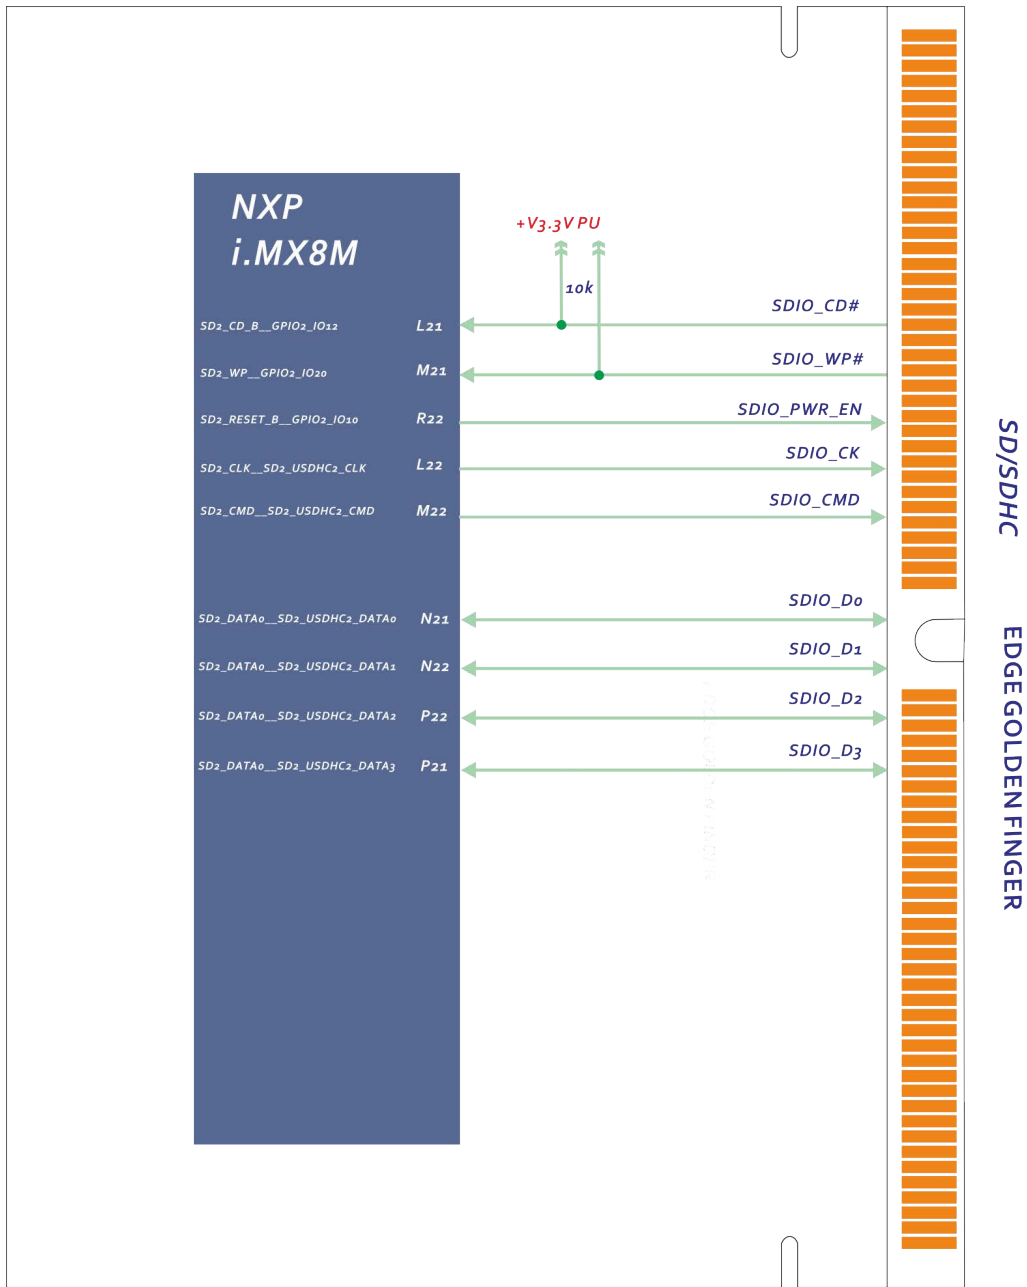 NXP
i.MX8M
+V3.3V PU
10k
SD2_CD_B__GPIO2_IO12 L21 SDIO_CD#
SD2_WP__GPIO2_IO20 M21 SDIO_WP#
SD2_RESET_B__GPIO2_IO10 R22 SDIO_PWR_EN
SD2_CLK__SD2_USDHC2_CLK L22 SDIO_CK
SD2_CMD__SD2_USDHC2_CMD M22 SDIO_CMD
SD2_DATA0__SD2_USDHC2_DATA0 N21 SDIO_D0
SD2_DATA0__SD2_USDHC2_DATA1 N22 SDIO_D1
SD2_DATA0__SD2_USDHC2_DATA2 P22 SDIO_D2
SD2_DATA0__SD2_USDHC2_DATA3 P21 SDIO_D3
SD/SDHC
EDGE GOLDEN FINGER